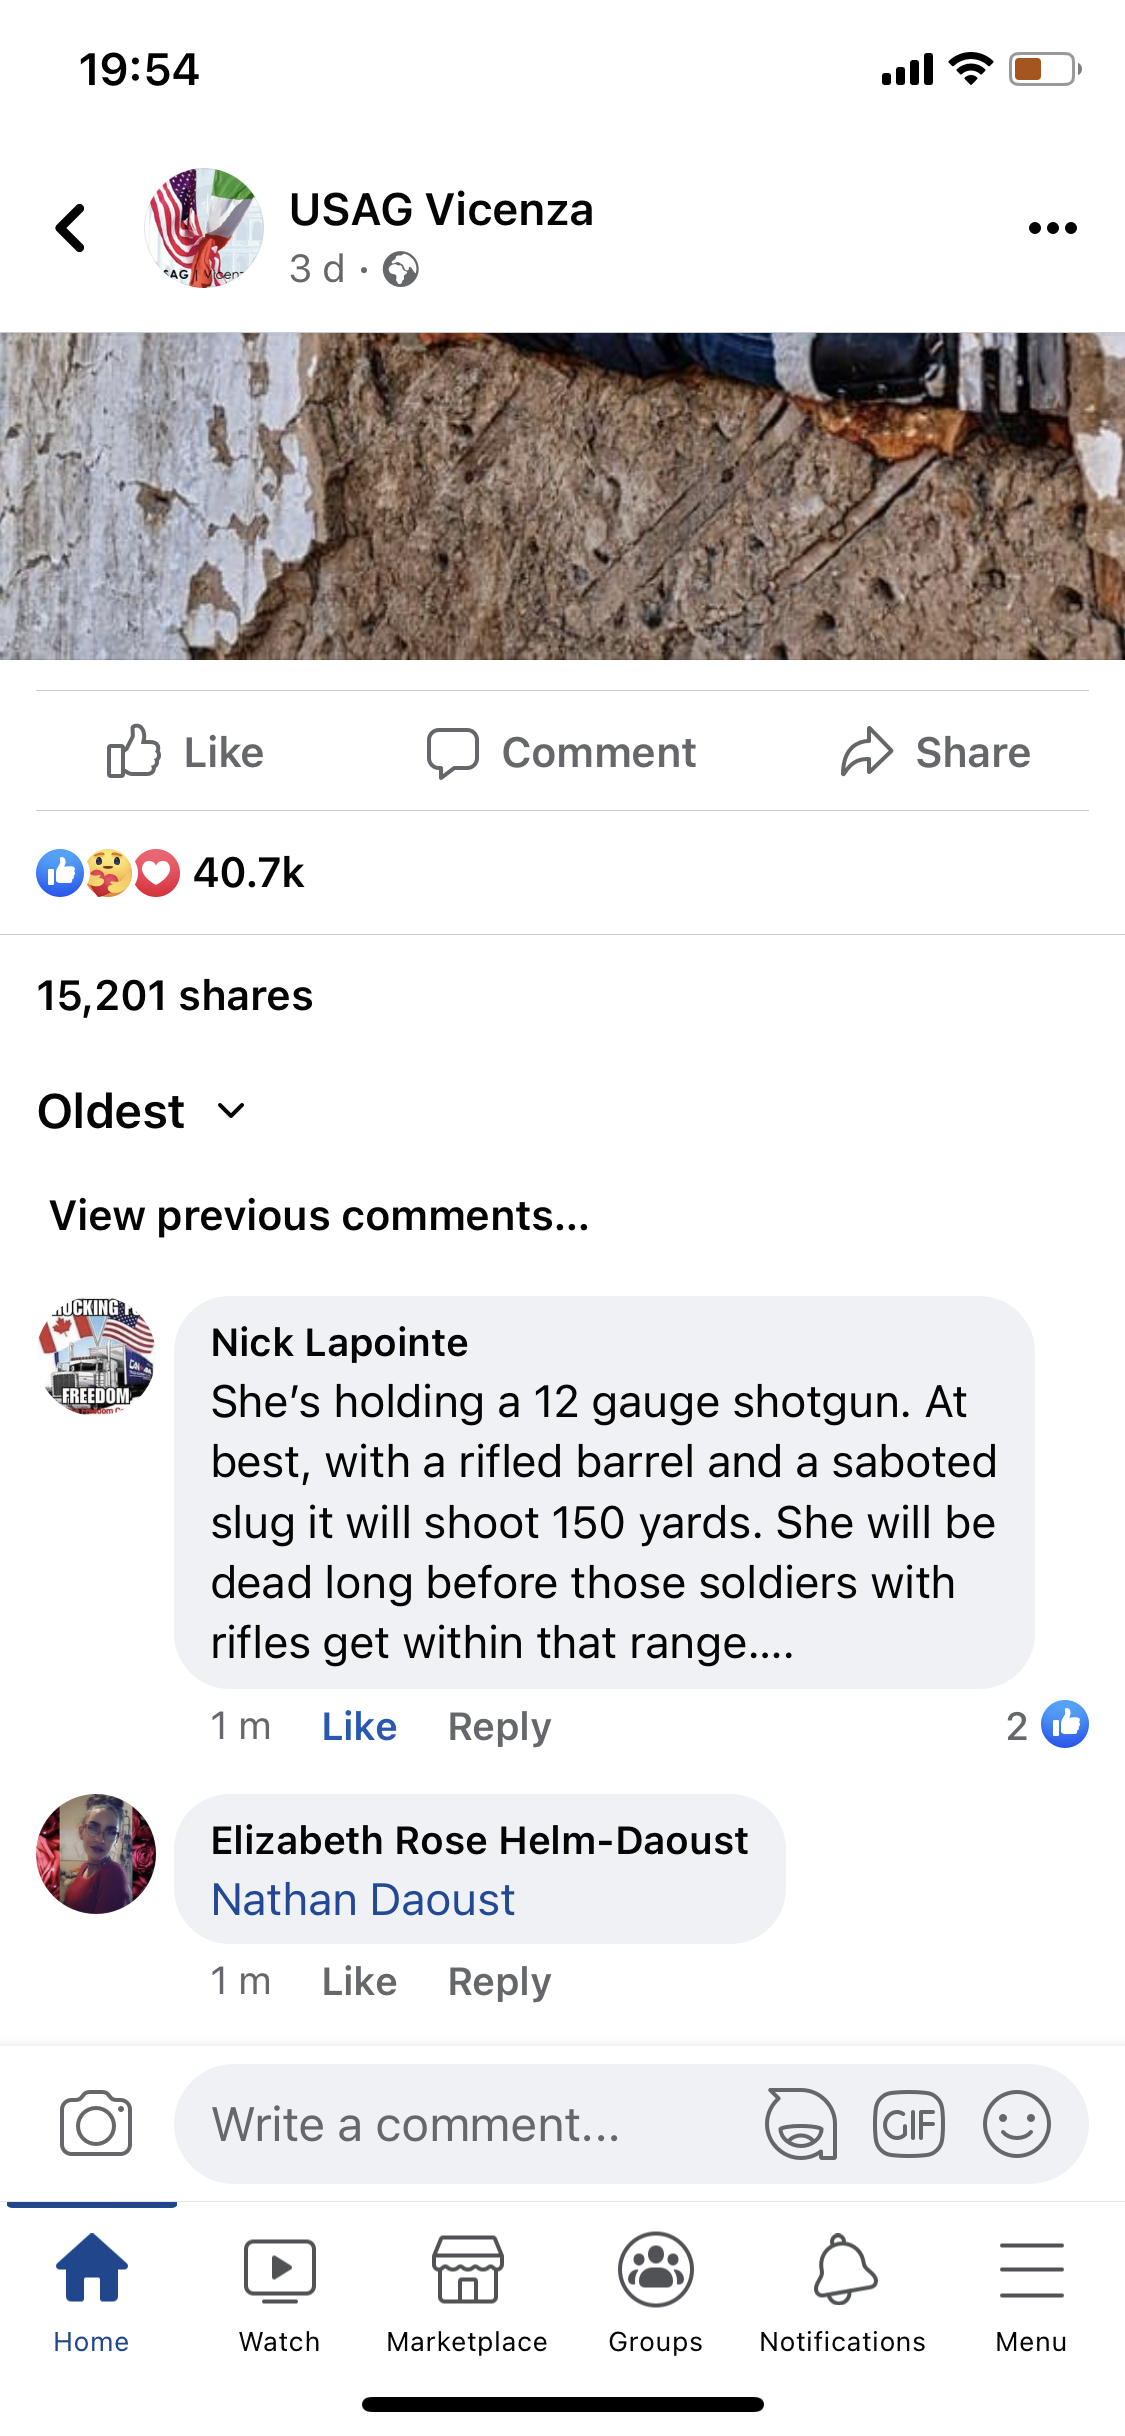 19:54
USAG Vicenza
3 d ·
SAG | Vicen
Like Comment Share
40.7k
15,201 shares
Oldest
View previous comments...
FREEDOM
Nick Lapointe
She's holding a 12 gauge shotgun. At
best, with a rifled barrel and a saboted
slug it will shoot 150 yards. She will be
dead long before those soldiers with
rifles get within that range....
1 m Like Reply 2
Elizabeth Rose Helm-Daoust
Nathan Daoust
1 m Like Reply
Write a comment... GIF
Home Watch Marketplace Groups Notifications Menu